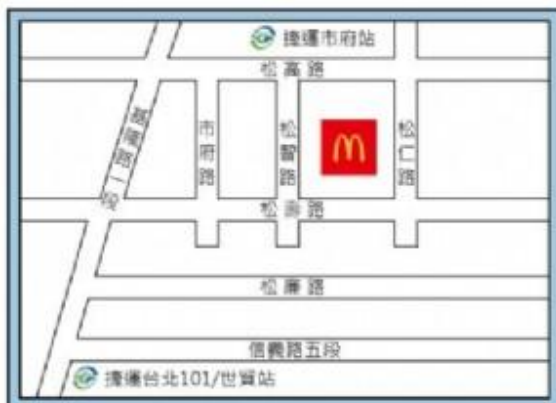 捷運市府站
松高路
基隆路一段
市府路
松智路
松仁路
松壽路
松廉路
信義路五段
捷運台北101/世貿站